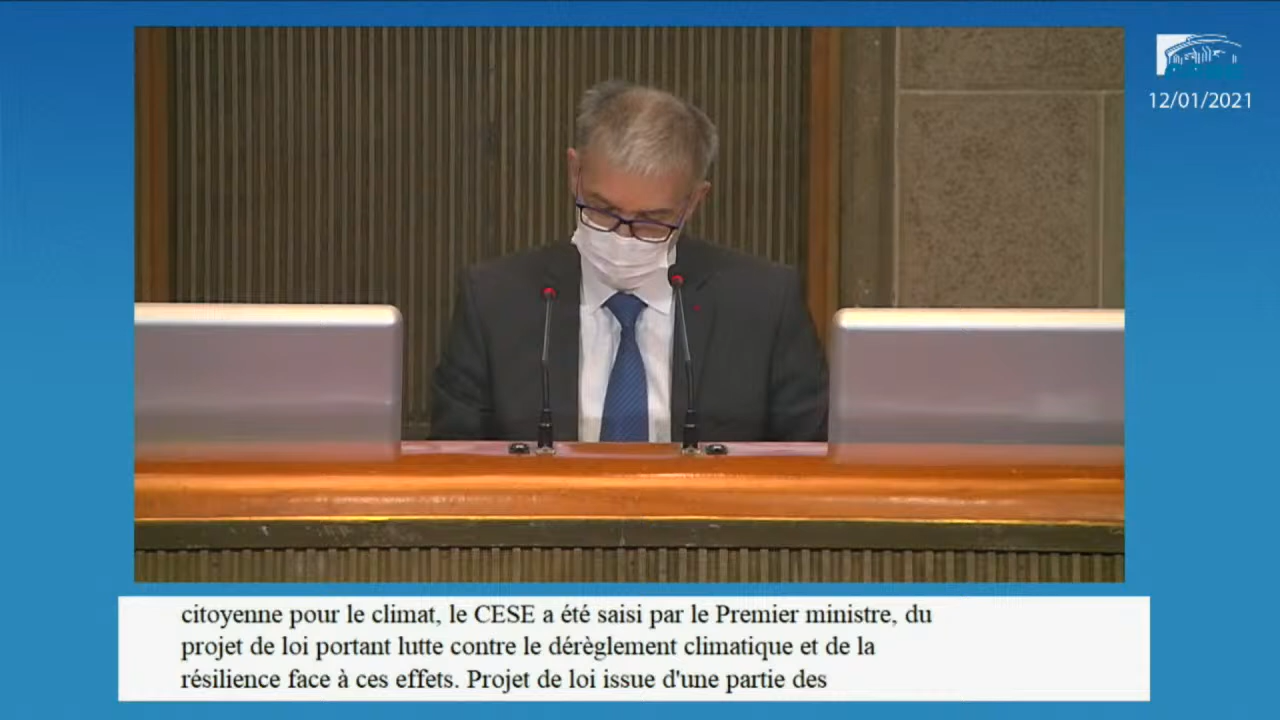 12/01/2021
citoyenne pour le climat, le CESE a été saisi par le Premier ministre, du
projet de loi portant lutte contre le dérèglement climatique et de la
résilience face à ces effets. Projet de loi issue d'une partie des